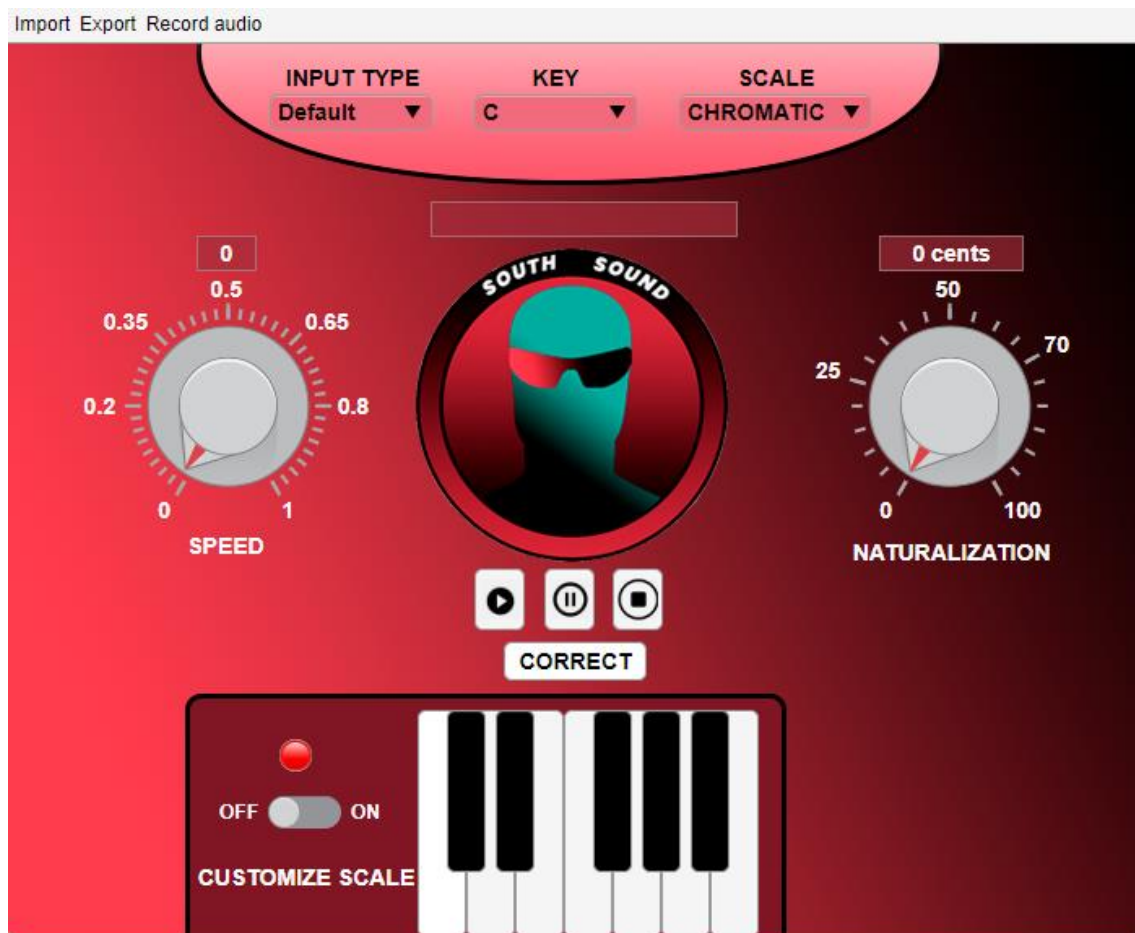 Import Export Record audio
INPUT TYPE KEY SCALE
Default C CHROMATIC
0 0 cents
SOUTH SOUND
0.5 50
0.35 0.65 70
25
0.2 0.8
0 1 0 100
SPEED NATURALIZATION
CORRECT
OFF ON
CUSTOMIZE SCALE